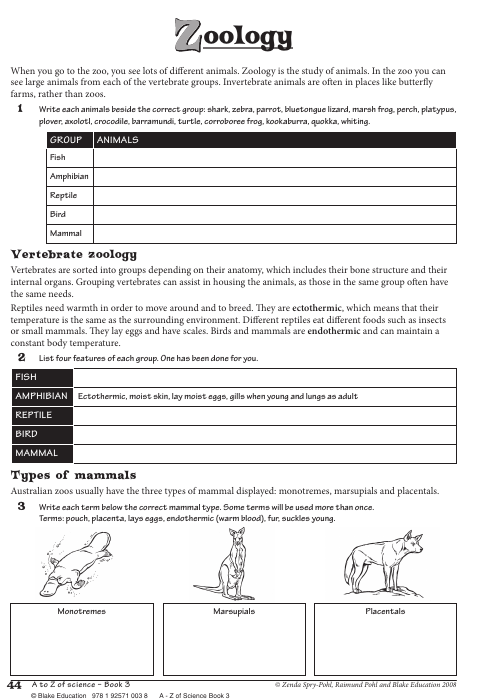 Zoology
When you go to the zoo, you see lots of different animals. Zoology is the study of animals. In the zoo you can
see large animals from each of the vertebrate groups. Invertebrate animals are often in places like butterfly
farms, rather than zoos.
1 Write each animals beside the correct group: shark, zebra, parrot, bluetongue lizard, marsh frog, perch, platypus,
plover, axolotl, crocodile, barramundi, turtle, corroboree frog, kookaburra, quokka, whiting.
GROUP ANIMALS
Fish
Amphibian
Reptile
Bird
Mammal
Vertebrate zoology
Vertebrates are sorted into groups depending on their anatomy, which includes their bone structure and their
internal organs. Grouping vertebrates can assist in housing the animals, as those in the same group often have
the same needs.
Reptiles need warmth in order to move around and to breed. They are ectothermic, which means that their
temperature is the same as the surrounding environment. Different reptiles eat different foods such as insects
or small mammals. They lay eggs and have scales. Birds and mammals are endothermic and can maintain a
constant body temperature.
2 List four features of each group. One has been done for you.
FISH
AMPHIBIAN Ectothermic, moist skin, lay moist eggs, gills when young and lungs as adult
REPTILE
BIRD
MAMMAL
Types of mammals
Australian zoos usually have the three types of mammal displayed: monotremes, marsupials and placentals.
3 Write each term below the correct mammal type. Some terms will be used more than once.
Terms: pouch, placenta, lays eggs, endothermic (warm blood), fur, suckles young.
Monotremes Marsupials Placentals
44 A to Z of science – Book 3 © Zenda Spry-Pohl, Raimund Pohl and Blake Education 2008
© Blake Education 978 1 92571 003 8 A - Z of Science Book 3